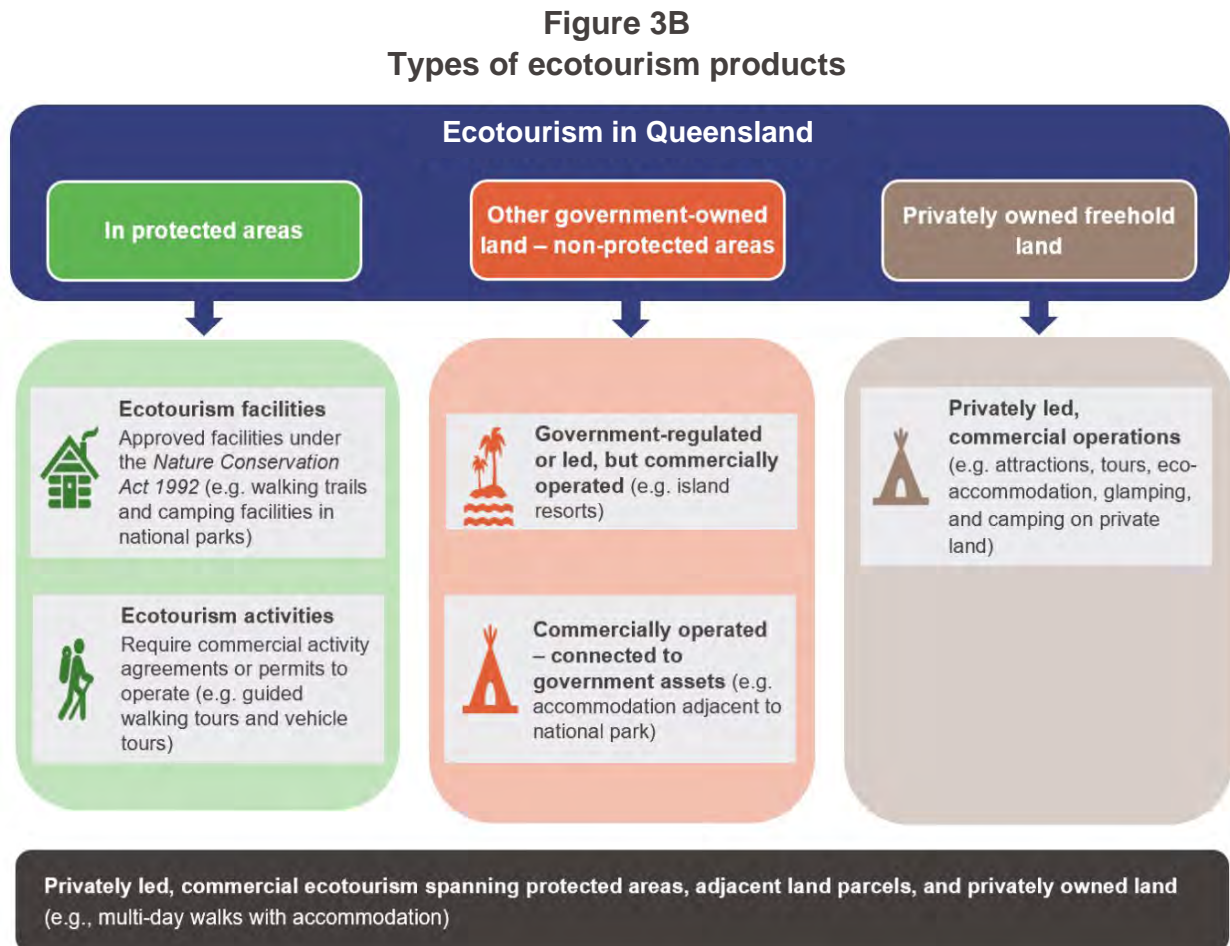 Figure 3B
Types of ecotourism products
Ecotourism in Queensland
In protected areas
Other government-owned
land – non-protected areas
Privately owned freehold
land
Ecotourism facilities
Approved facilities under
the Nature Conservation
Act 1992 (e.g. walking trails
and camping facilities in
national parks)
Ecotourism activities
Require commercial activity
agreements or permits to
operate (e.g. guided
walking tours and vehicle
tours)
Government-regulated
or led, but commercially
operated (e.g. island
resorts)
Commercially operated
– connected to
government assets (e.g.
accommodation adjacent to
national park)
Privately led,
commercial operations
(e.g. attractions, tours, eco-
accommodation, glamping,
and camping on private
land)
Privately led, commercial ecotourism spanning protected areas, adjacent land parcels, and privately owned land
(e.g., multi-day walks with accommodation)